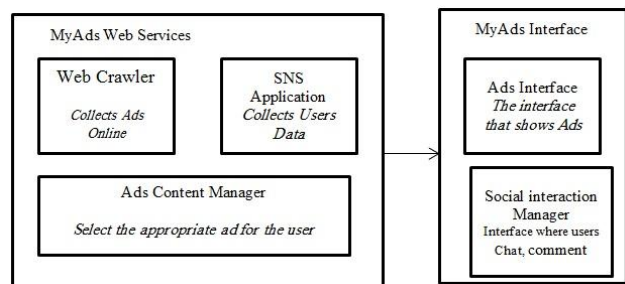 MyAds Web Services
Web Crawler
Collects Ads
Online
SNS
Application
Collects Users
Data
Ads Content Manager
Select the appropriate ad for the user
MyAds Interface
Ads Interface
The interface
that shows Ads
Social interaction
Manager
Interface where users
Chat, comment